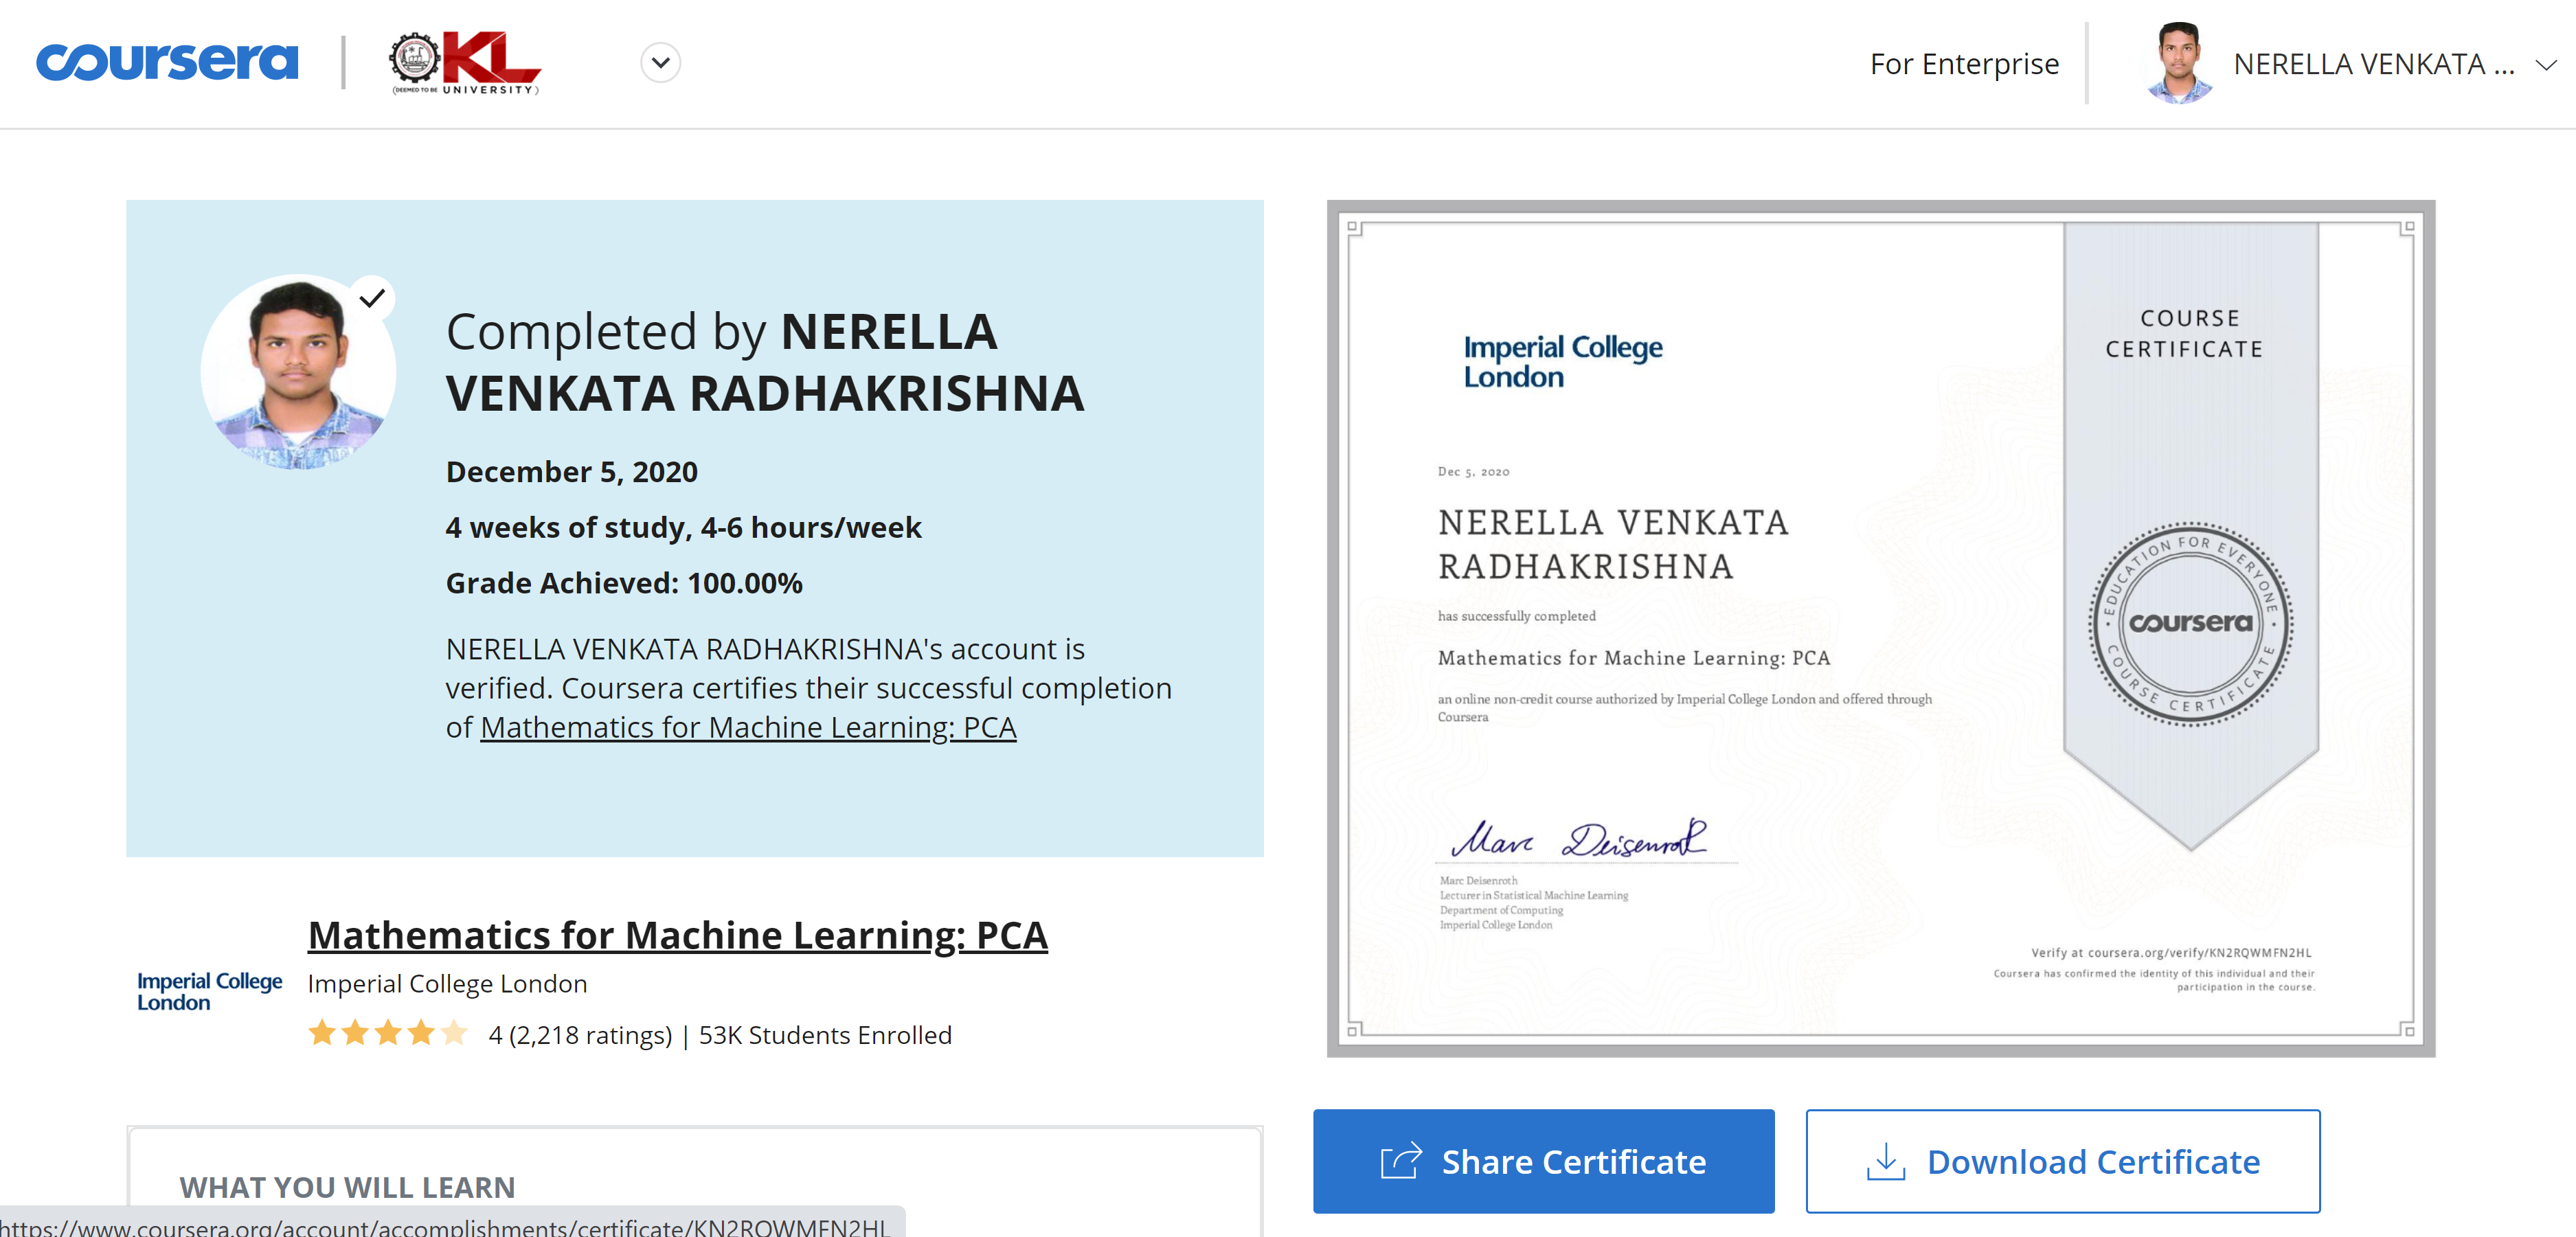 coursera
KL
(DEEMED TO BE UNIVERSITY)
For Enterprise
NERELLA VENKATA ...
Completed by NERELLA
VENKATA RADHAKRISHNA
December 5, 2020
4 weeks of study, 4-6 hours/week
Grade Achieved: 100.00%
NERELLA VENKATA RADHAKRISHNA's account is
verified. Coursera certifies their successful completion
of Mathematics for Machine Learning: PCA
Mathematics for Machine Learning: PCA
Imperial College
London
Imperial College London
4 (2,218 ratings) | 53K Students Enrolled
WHAT YOU WILL LEARN
https://www.coursera.org/account/accomplishments/certificate/KN2RQWMFN2HL
Imperial College
London
COURSE
CERTIFICATE
Dec 5, 2020
NERELLA VENKATA
RADHAKRISHNA
has successfully completed
Mathematics for Machine Learning: PCA
an online non-credit course authorized by Imperial College London and offered through
Coursera
EDUCATION FOR EVERYONE
coursera
COURSE CERTIFICATE
Marc Deisenroth
Marc Deisenroth
Lecturer in Statistical Machine Learning
Department of Computing
Imperial College London
Verify at coursera.org/verify/KN2RQWMFN2HL
Coursera has confirmed the identity of this individual and their
participation in the course.
Share Certificate
Download Certificate